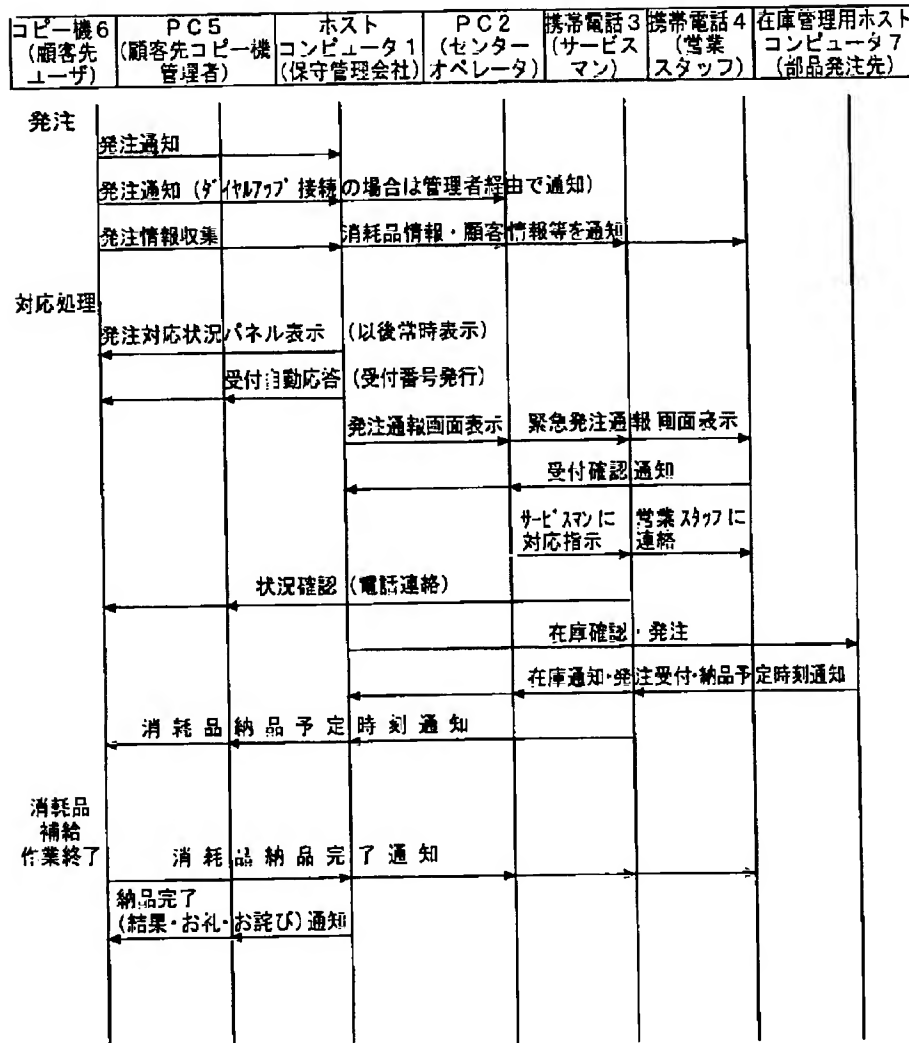 コピー機6
(顧客先
ユーザ)
PC5
(顧客先コピー機
管理者)
ホスト
コンピュータ1
(保守管理会社)
PC2
(センター
オペレータ)
携帯電話3
(サービス
マン)
携帯電話4
(営業
スタッフ)
在庫管理用ホスト
コンピュータ7
(部品発注先)
発注
発注通知
発注通知(ダイヤルアップ接続の場合は管理者経由で通知)
発注情報収集 消耗品情報・顧客情報等を通知
対応処理
発注対応状況パネル表示 (以後常時表示)
受付自動応答(受付番号発行)
発注通報画面表示 緊急発注通報画面表示
受付確認通知
サービスマンに
対応指示
営業スタッフに
連絡
状況確認(電話連絡)
在庫確認・発注
在庫通知・発注受付・納品予定時刻通知
消耗品納品予定時刻通知
消耗品
補給
作業終了
消耗品納品完了通知
納品完了
(結果・お礼・お詫び)通知